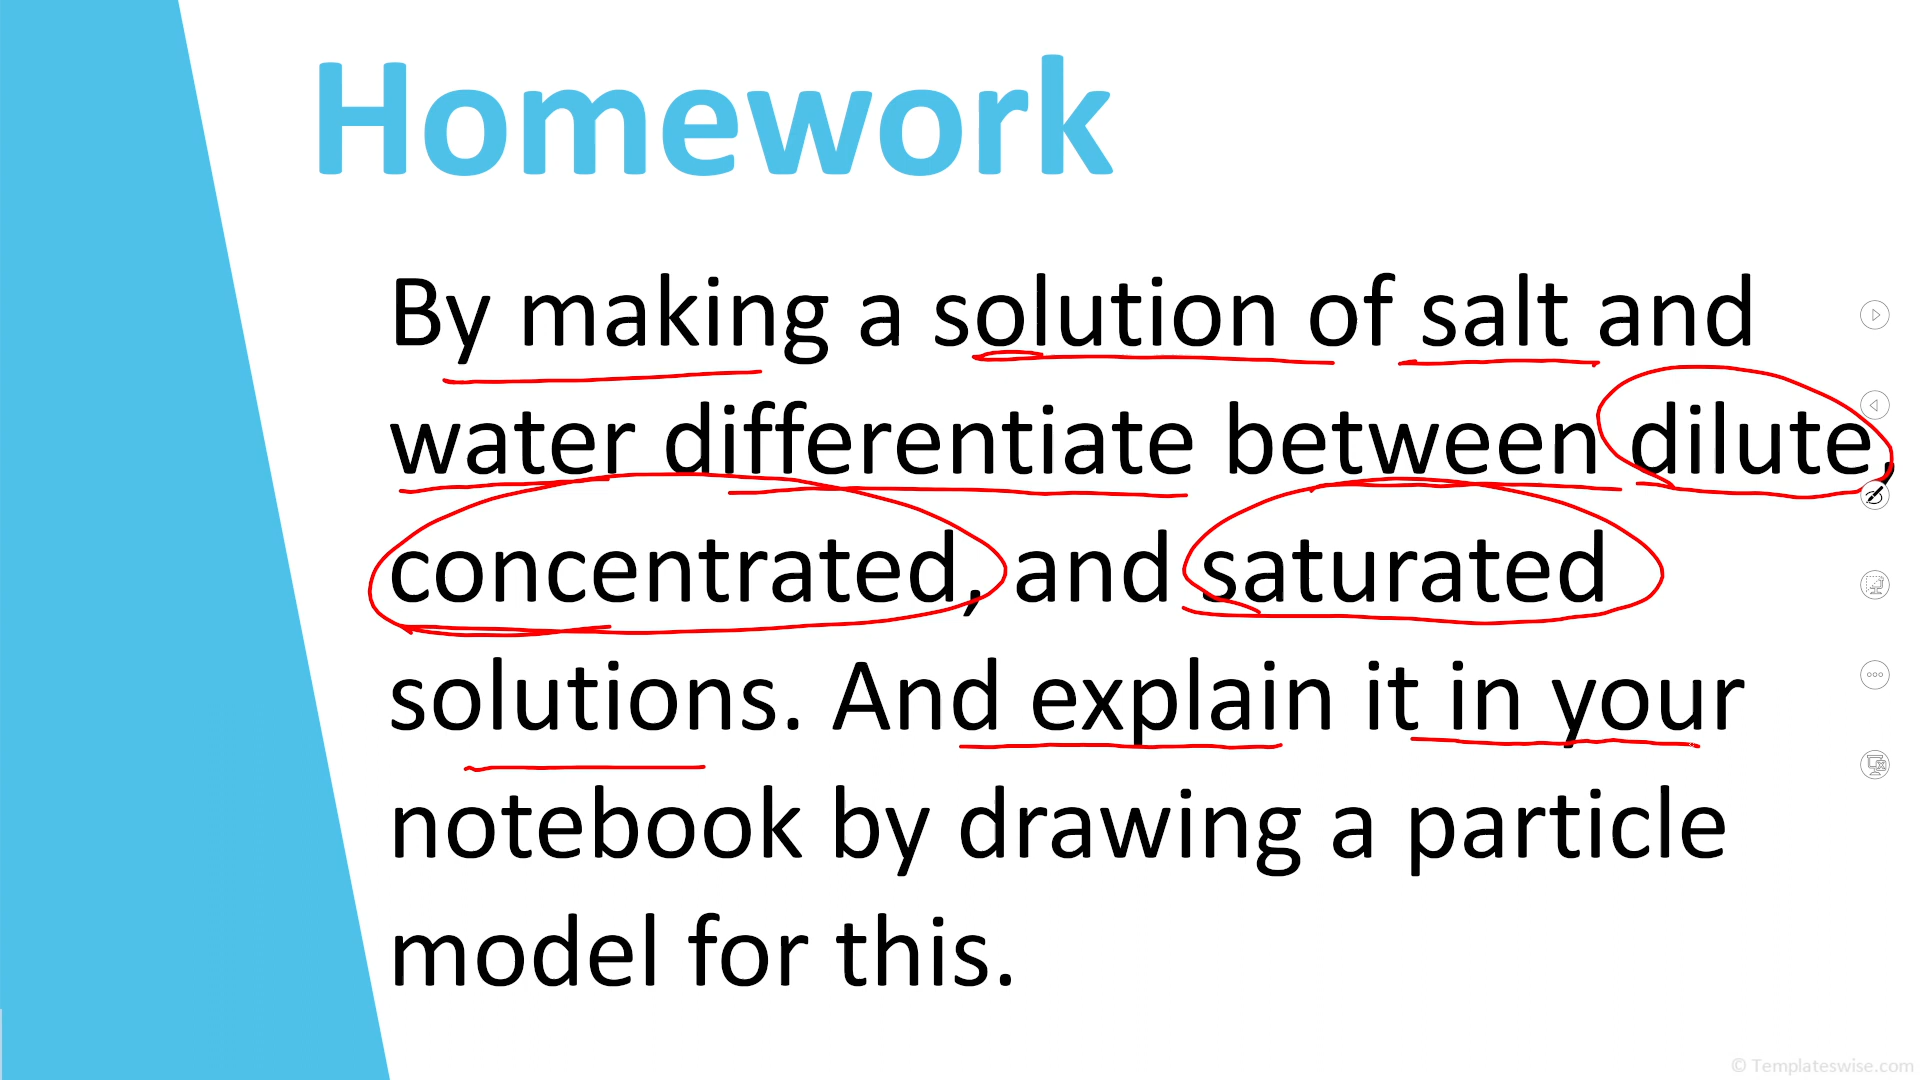 Homework
By making a solution of salt and
water differentiate between dilute,
concentrated, and saturated
solutions. And explain it in your
notebook by drawing a particle
model for this.
© Templateswise.com